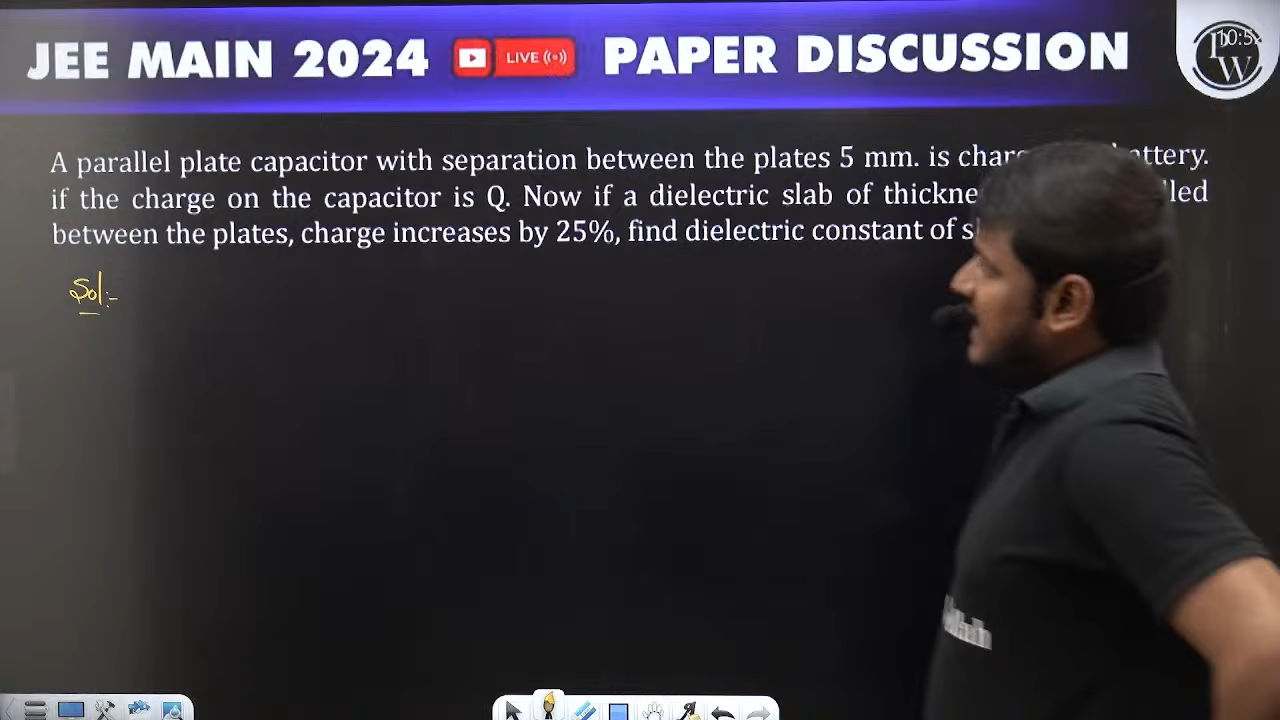 JEE MAIN 2024 LIVE PAPER DISCUSSION
A parallel plate capacitor with separation between the plates 5 mm. is
if the charge on the capacitor is Q. Now if a dielectric slab of
between the plates, charge increases by 25%, find dielectric constant of
Sol:-